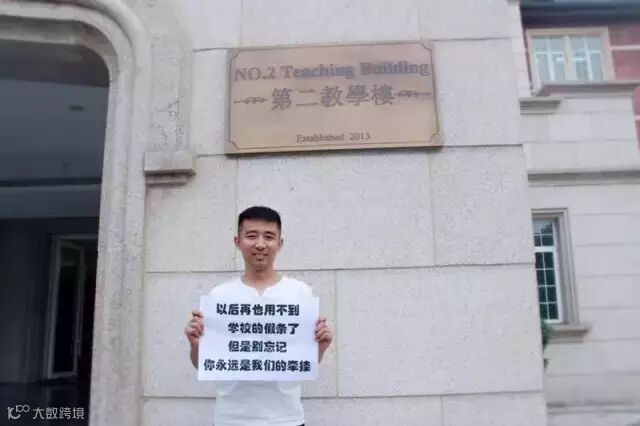 NO.2 Teaching Building
第二教學樓
Established 2013
以后再也用不到
学校的假条了
但是别忘记
你永远是我们的牵挂
大数跨境